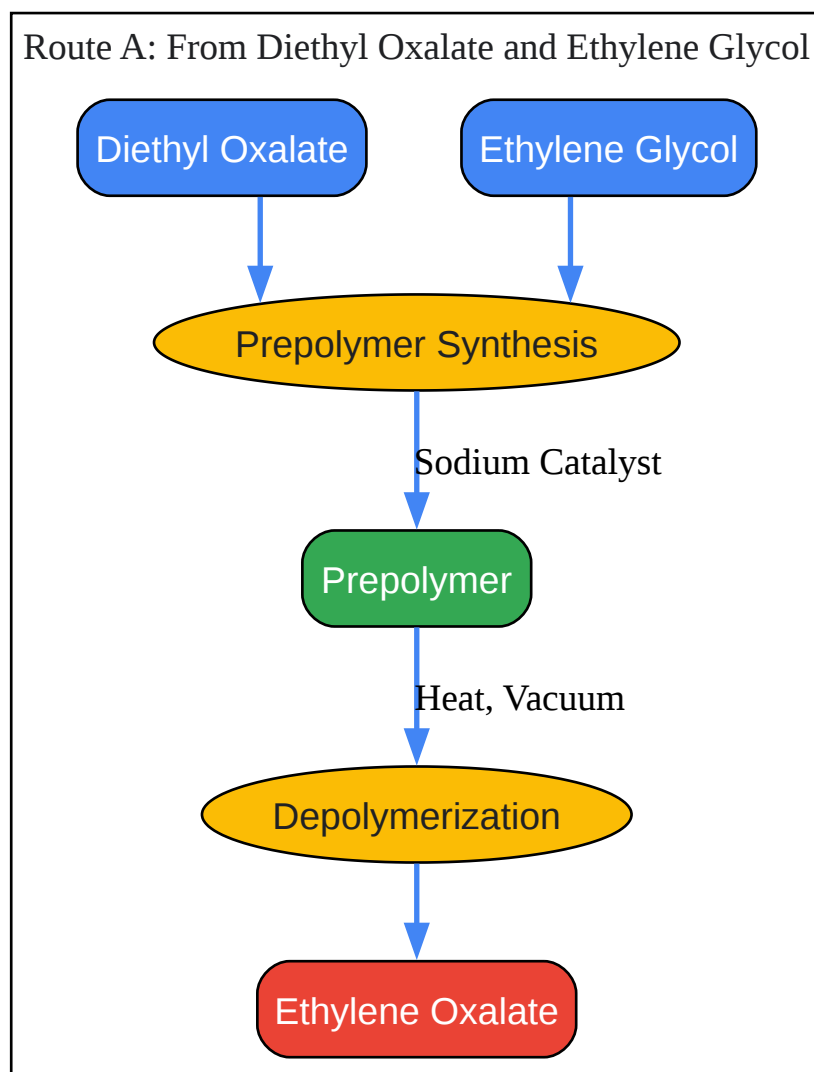 Route A: From Diethyl Oxalate and Ethylene Glycol
Diethyl Oxalate
Ethylene Glycol
Prepolymer Synthesis
Sodium Catalyst
Prepolymer
Heat, Vacuum
Depolymerization
Ethylene Oxalate